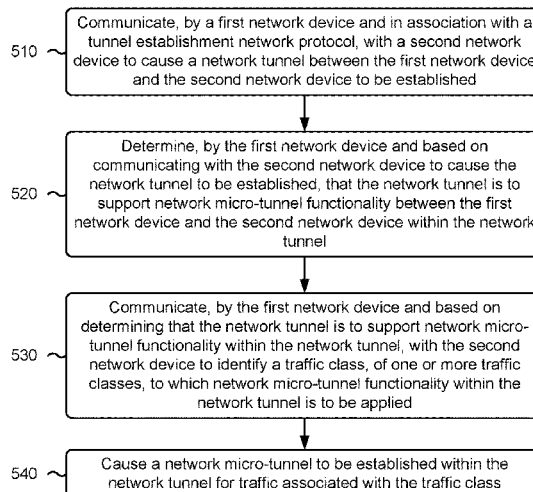 510
Communicate, by a first network device and in association with a
tunnel establishment network protocol, with a second network
device to cause a network tunnel between the first network device
and the second network device to be established
520
Determine, by the first network device and based on
communicating with the second network device to cause the
network tunnel to be established, that the network tunnel is to
support network micro-tunnel functionality between the first
network device and the second network device within the network
tunnel
530
Communicate, by the first network device and based on
determining that the network tunnel is to support network micro-
tunnel functionality within the network tunnel, with the second
network device to identify a traffic class, of one or more traffic
classes, to which network micro-tunnel functionality within the
network tunnel is to be applied
540
Cause a network micro-tunnel to be established within the
network tunnel for traffic associated with the traffic class